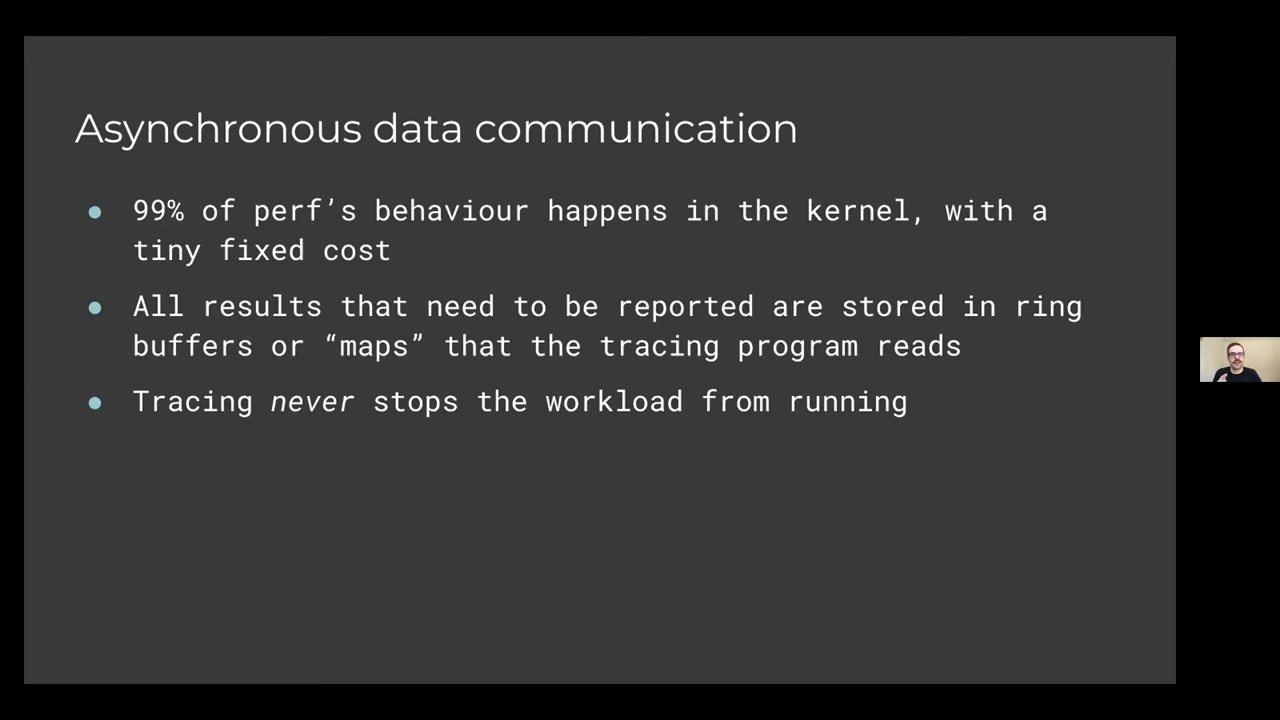 Asynchronous data communication
● 99% of perf’s behaviour happens in the kernel, with a
tiny fixed cost
● All results that need to be reported are stored in ring
buffers or “maps” that the tracing program reads
● Tracing never stops the workload from running